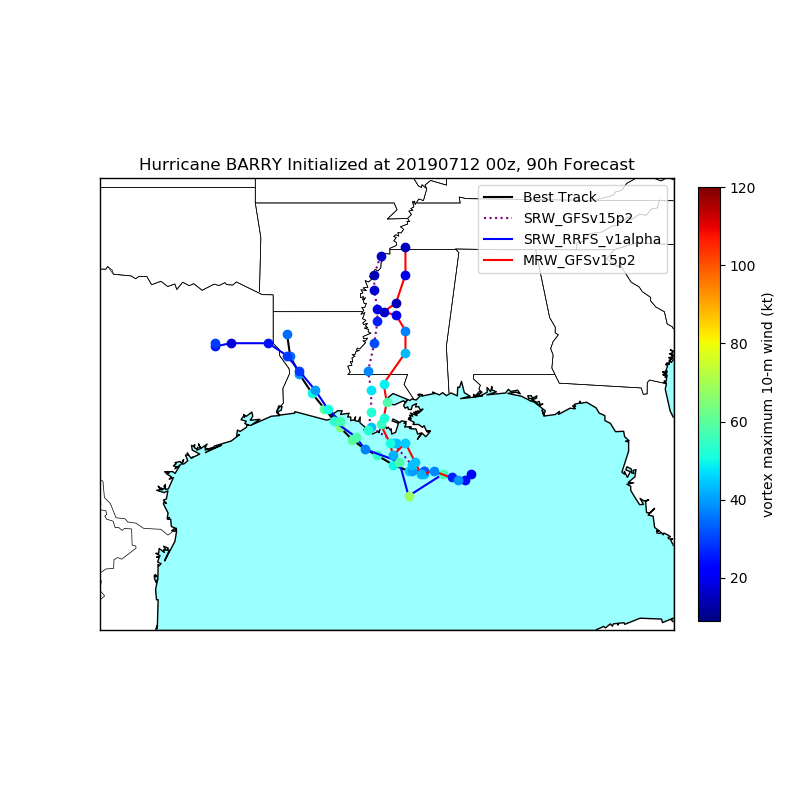 Hurricane BARRY Initialized at 20190712 00z, 90h Forecast
Best Track
SRW_GFSv15p2
SRW_RRFS_v1alpha
MRW_GFSv15p2
120
100
80
60
40
20
vortex maximum 10-m wind (kt)